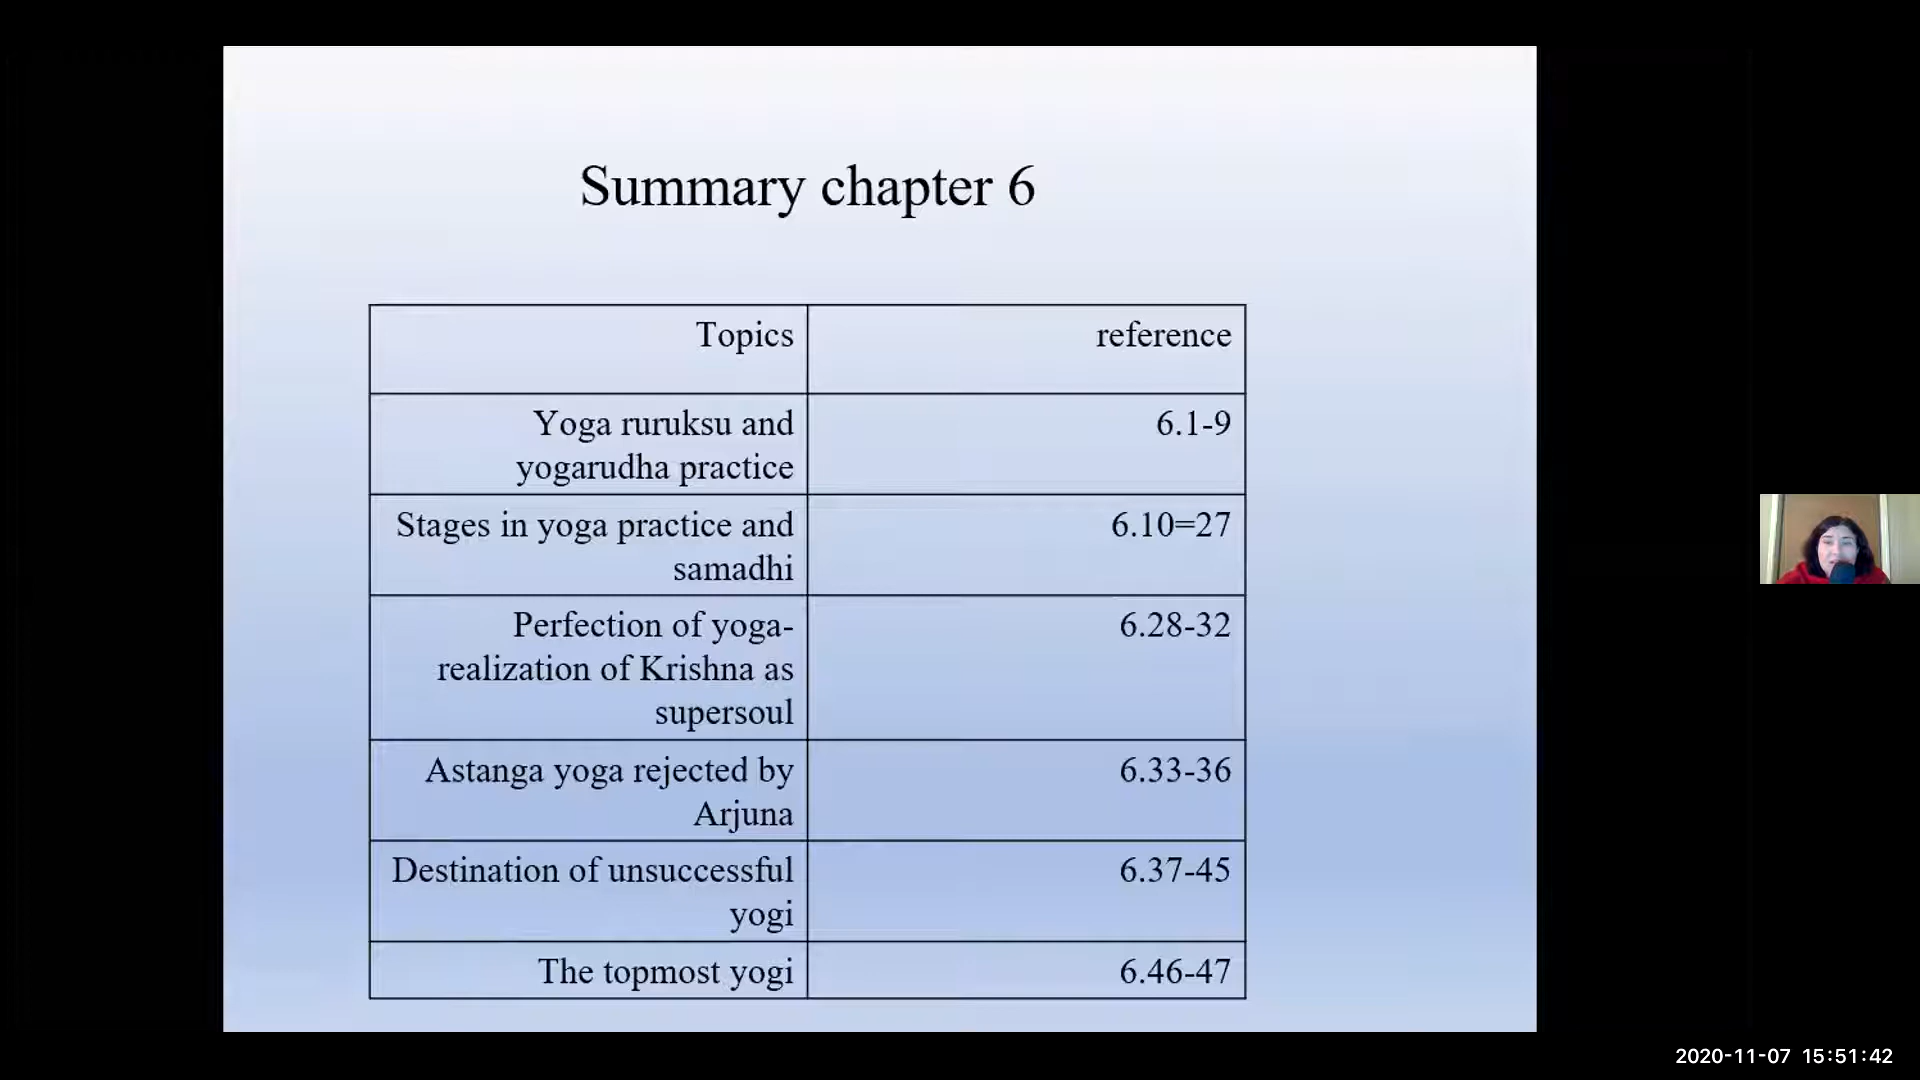 Summary chapter 6
Topics
reference
Yoga ruruksu and
yogarudha practice
6.1-9
Stages in yoga practice and
samadhi
6.10=27
Perfection of yoga-
realization of Krishna as
supersoul
6.28-32
Astanga yoga rejected by
Arjuna
6.33-36
Destination of unsuccessful
yogi
6.37-45
The topmost yogi
6.46-47
2020-11-07 15:51:42